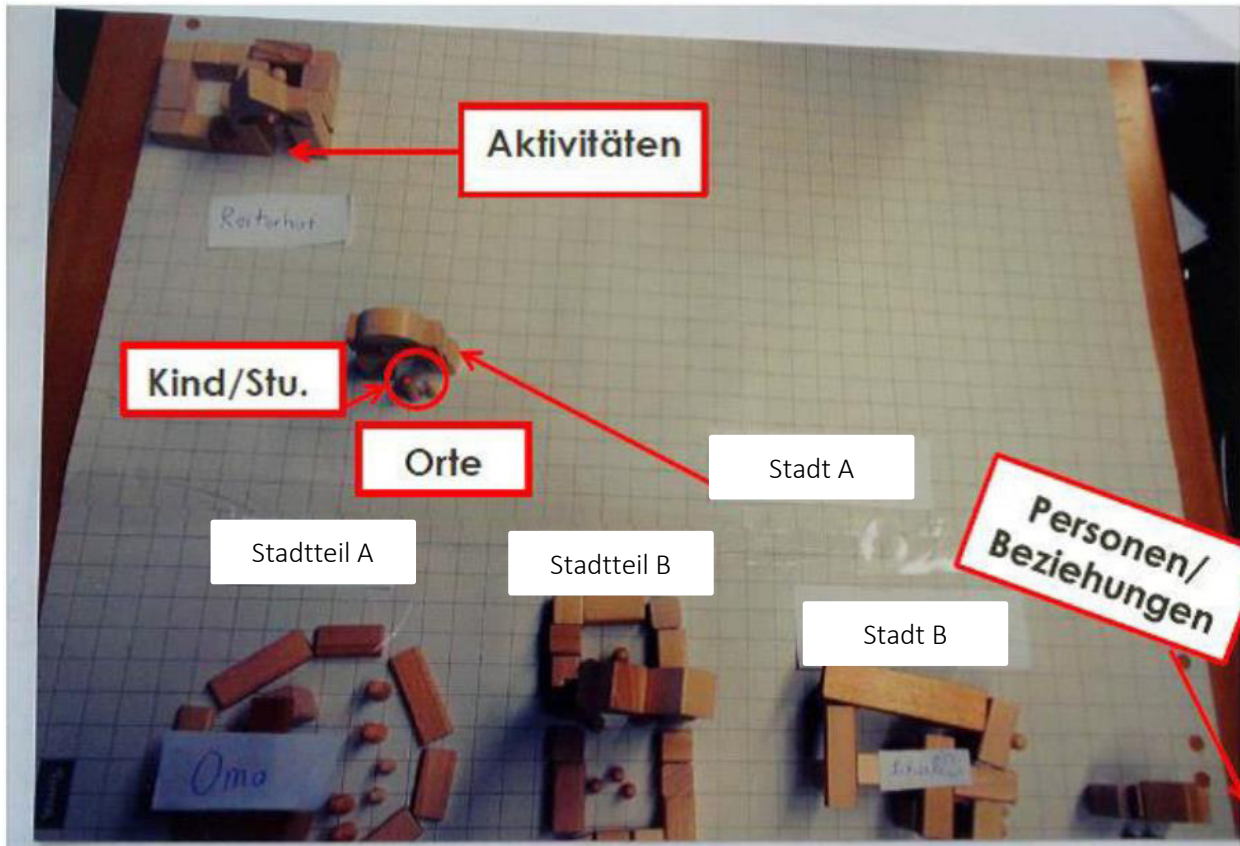 Aktivitäten
Reiterhof
Kind/Stu.
Orte
Stadt A
Personen/
Beziehungen
Stadtteil A
Stadtteil B
Stadt B
Oma